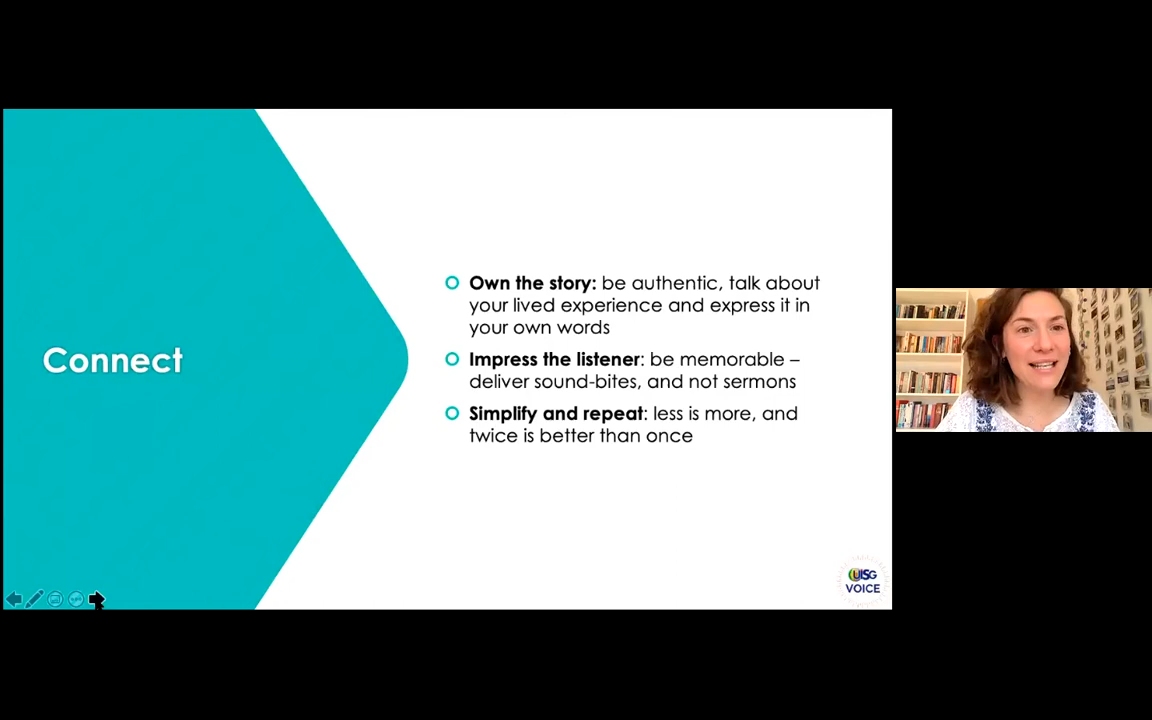 Connect
Own the story: be authentic, talk about
your lived experience and express it in
your own words
Impress the listener: be memorable –
deliver sound-bites, and not sermons
Simplify and repeat: less is more, and
twice is better than once
UISG
VOICE